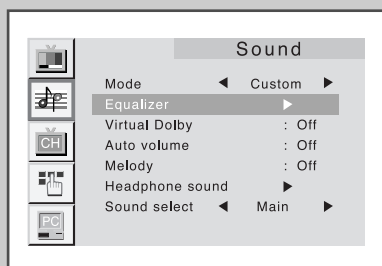 Sound
Mode ◀ Custom ▶
Equalizer ▶
Virtual Dolby : Off
Auto volume : Off
Melody : Off
Headphone sound ▶
Sound select ◀ Main ▶
CH
PC